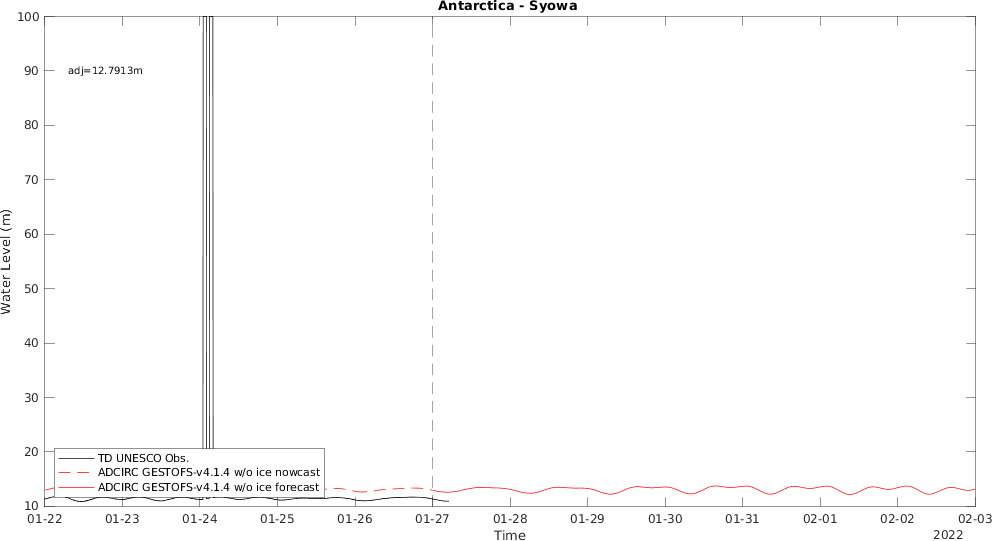 Antarctica - Syowa
100
90
80
70
60
50
40
30
20
10
Water Level (m)
adj=12.7913m
TD UNESCO Obs.
ADCIRC GESTOFS-v4.1.4 w/o ice nowcast
ADCIRC GESTOFS-v4.1.4 w/o ice forecast
01-22 01-23 01-24 01-25 01-26 01-27 01-28 01-29 01-30 01-31 02-01 02-02 02-03
Time
2022